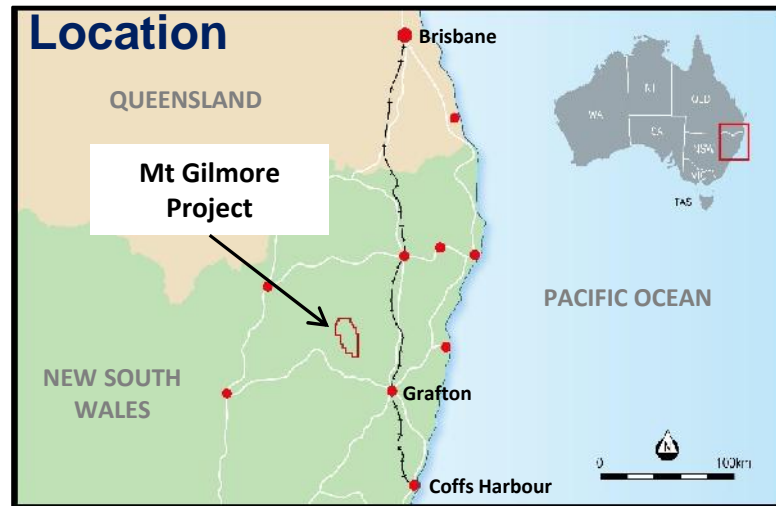 Location
Brisbane
QUEENSLAND
NT
QLD
WA
Mt Gilmore
Project
NSW
VIC
TAS
PACIFIC OCEAN
NEW SOUTH
WALES
Grafton
N
0 100km
Coffs Harbour